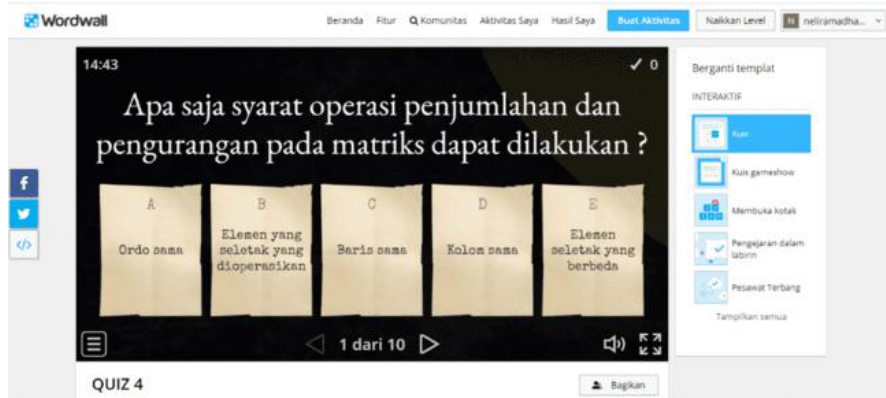 Wordwall
Beranda Fitur Komunitas Aktivitas Saya Hasil Saya Buat Aktivitas Naikkan Level neliramadha...
14:43
✓ 0
Apa saja syarat operasi penjumlahan dan
pengurangan pada matriks dapat dilakukan ?
A
Ordo sama
B
Elemen yang
seletak yang
dioperasikan
C
Baris sama
D
Kolom sama
E
Elemen
seletak yang
berbeda
1 dari 10
QUIZ 4
Bagikan
Berganti templat
INTERAKTIF
Kuis
Kuis gameshow
Membuka kotak
Pengejaran dalam
labirin
Pesawat Terbang
Tampilkan semua